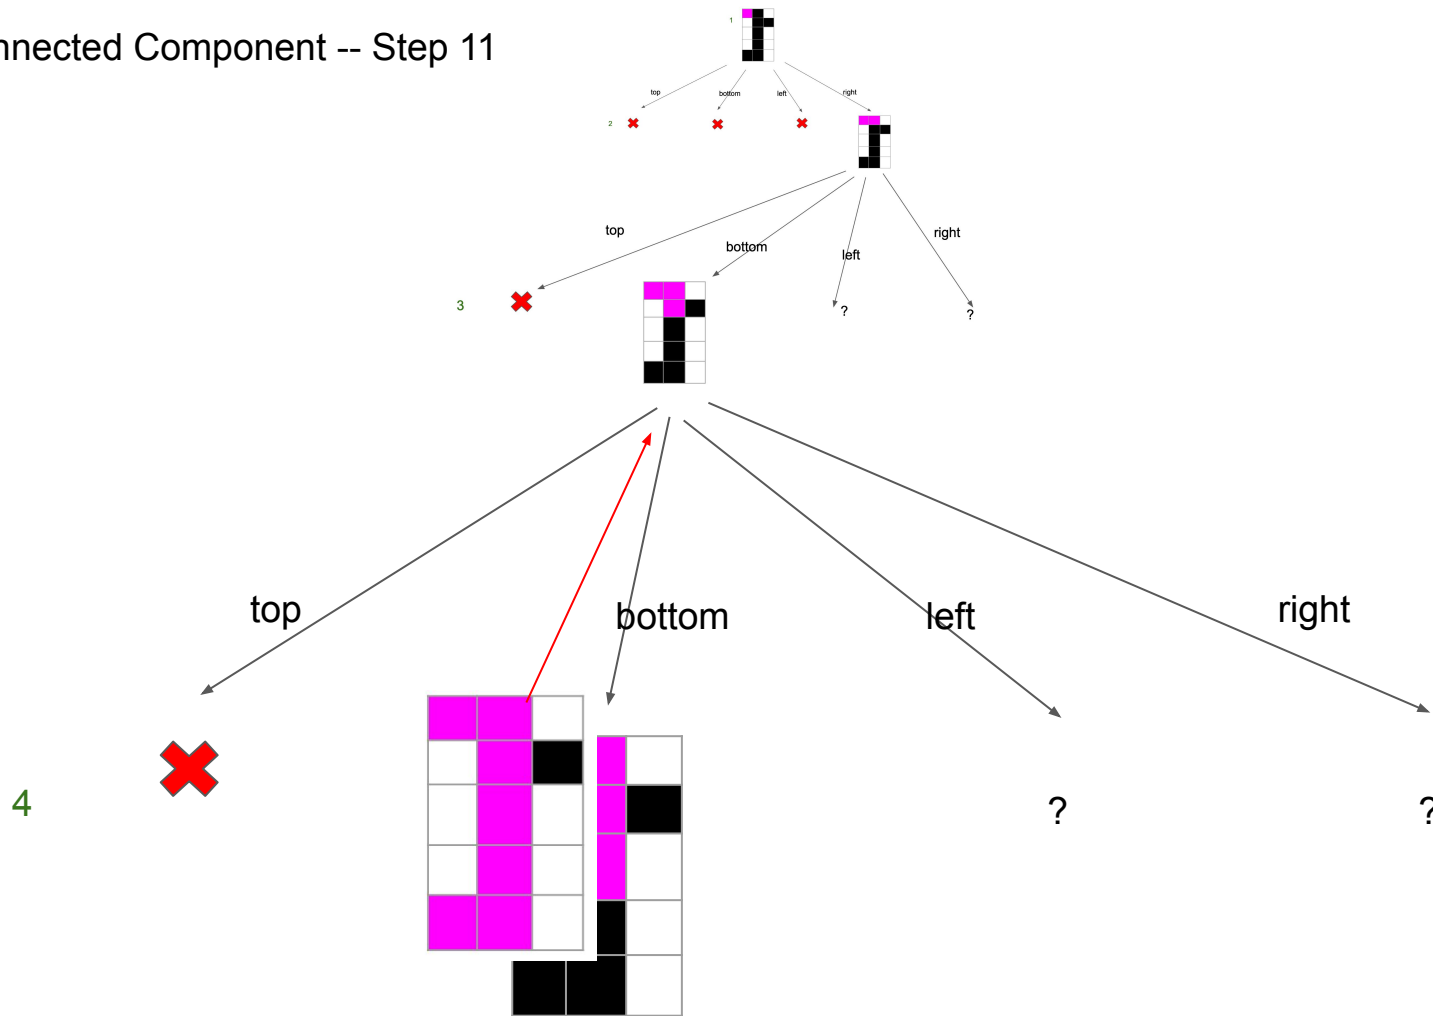 nnected Component -- Step 11
1
top
bottom
left
right
2
top
bottom
left
right
3
?
?
top
bottom
left
right
4
?
?